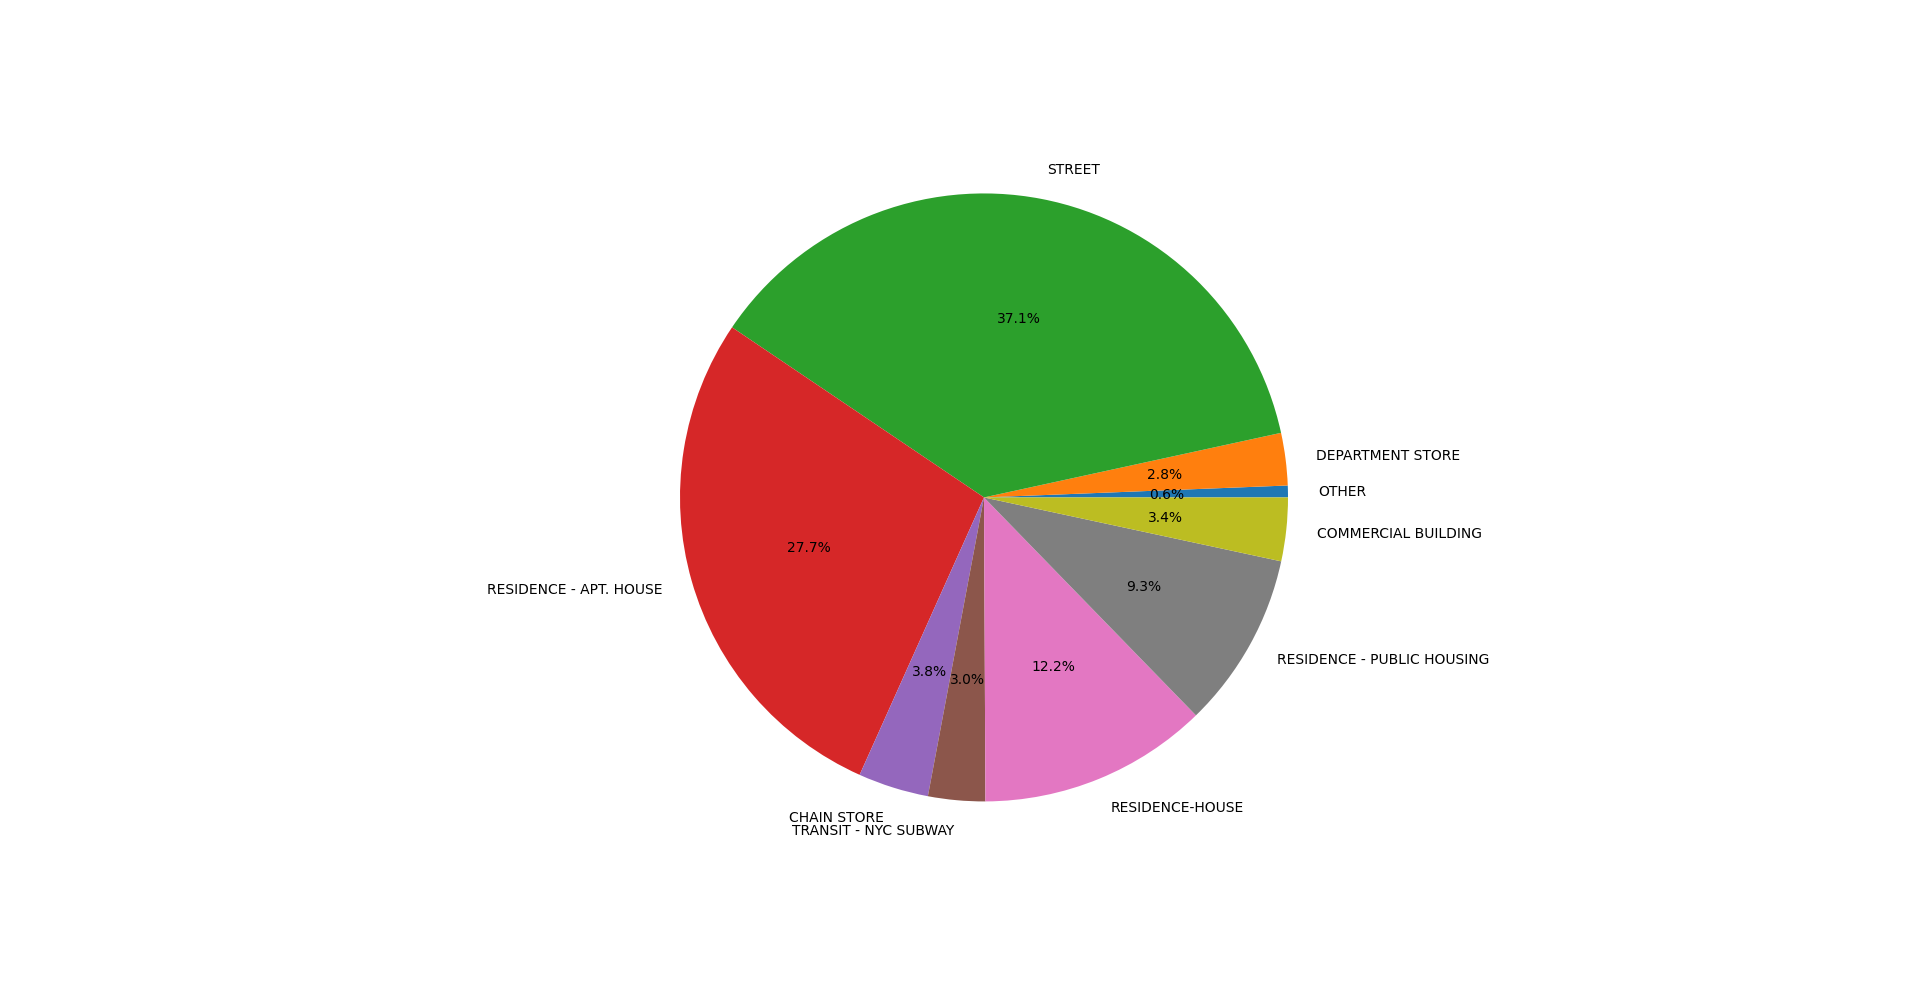 STREET
37.1%
DEPARTMENT STORE
2.8%
OTHER
0.6%
3.4%
COMMERCIAL BUILDING
27.7%
9.3%
RESIDENCE - APT. HOUSE
RESIDENCE - PUBLIC HOUSING
12.2%
3.8%
3.0%
RESIDENCE-HOUSE
CHAIN STORE
TRANSIT - NYC SUBWAY